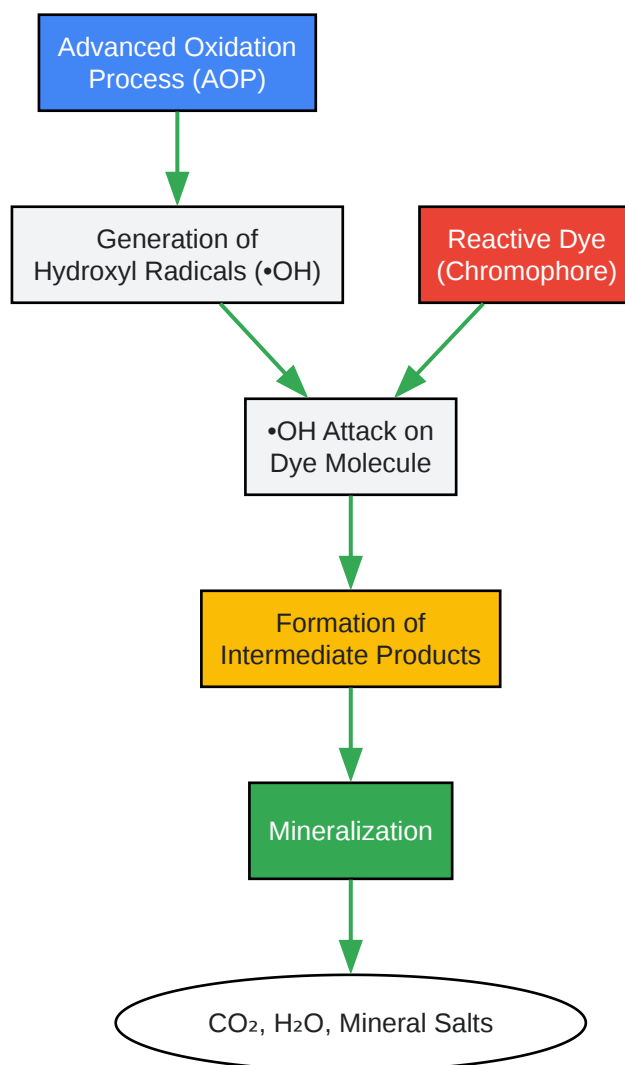 Advanced Oxidation
Process (AOP)
Generation of
Hydroxyl Radicals (•OH)
Reactive Dye
(Chromophore)
•OH Attack on
Dye Molecule
Formation of
Intermediate Products
Mineralization
CO₂, H₂O, Mineral Salts